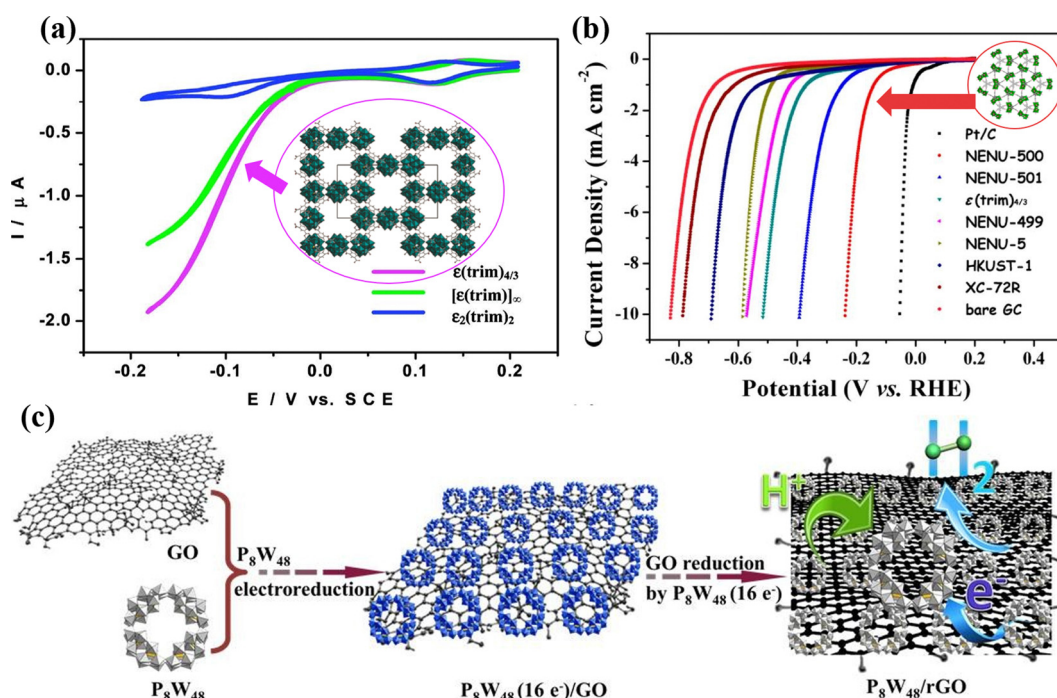 (a)
0.0
-0.5
-1.0
-1.5
-2.0
I / µA
-0.2
-0.1
0.0
0.1
0.2
E / V vs. SCE
ε(trim)4/3
[ε(trim)]∞
ε2(trim)2
(b)
0
-2
-4
-6
-8
-10
Current Density (mA cm-2)
-0.8
-0.6
-0.4
-0.2
0.0
0.2
0.4
Potential (V vs. RHE)
Pt/C
NENU-500
NENU-501
ε(trim)4/3
NENU-499
NENU-5
HKUST-1
XC-72R
bare GC
(c)
GO
P8W48
P8W48
electroreduction
P8W48(16 e-)/GO
GO reduction
by P8W48(16 e-)
H+
2
e-
P8W48/rGO